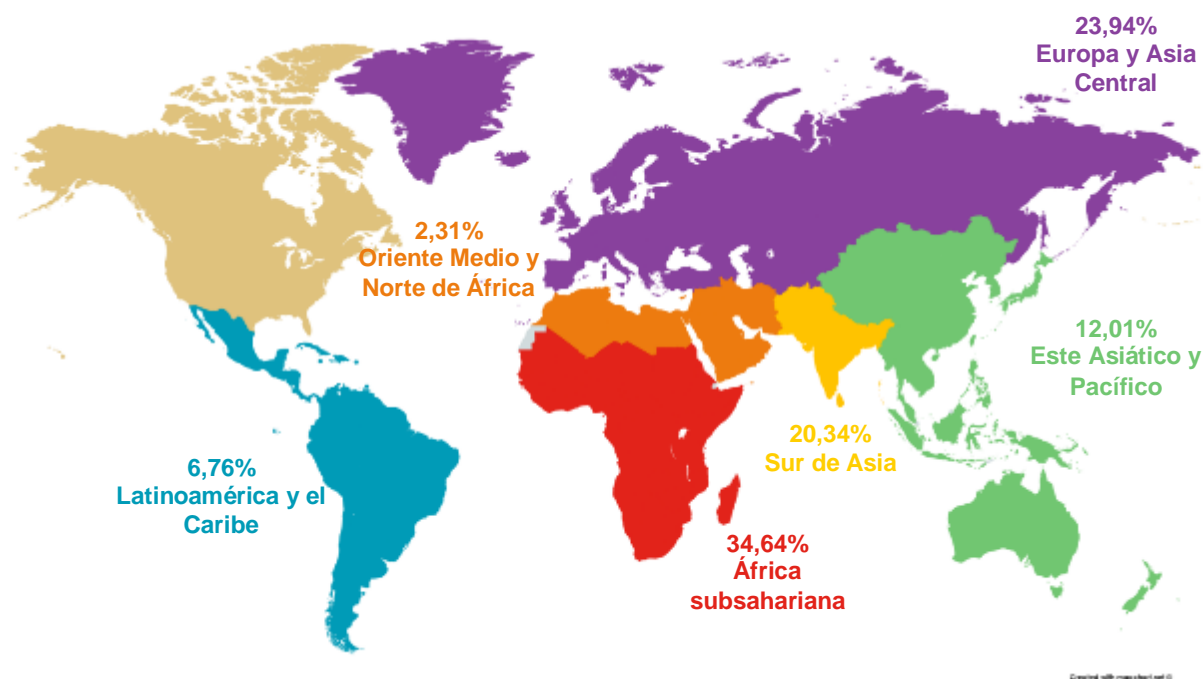 23,94%
Europa y Asia
Central
2,31%
Oriente Medio y
Norte de África
12,01%
Este Asiático y
Pacífico
20,34%
Sur de Asia
6,76%
Latinoamérica y el
Caribe
34,64%
África
subsahariana